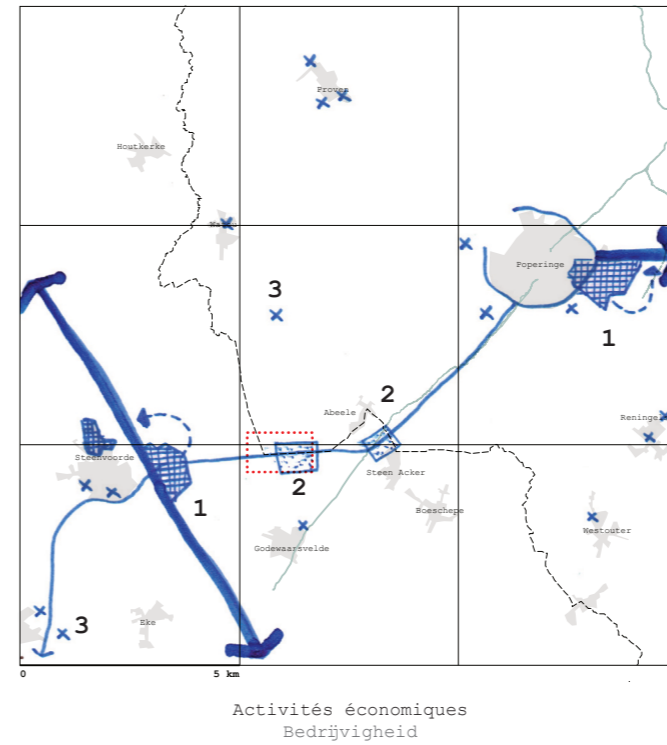 Proven
Houtkerke
Poperinge
3
1
2
Abeele
Reninge
Steenvoorde
Steen Acker
2
1
Boeschepe
Westouter
Godewaarsvelde
3
Eke
0
5 km
Activités économiques
Bedrijvigheid